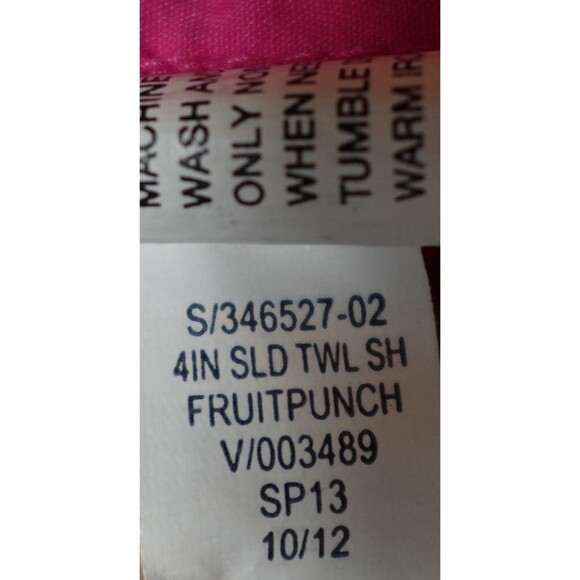 MACHINE
WASH
ONLY
WHEN
TUMBLE
WARM
S/346527-02
4IN SLD TWL SH
FRUITPUNCH
V/003489
SP13
10/12